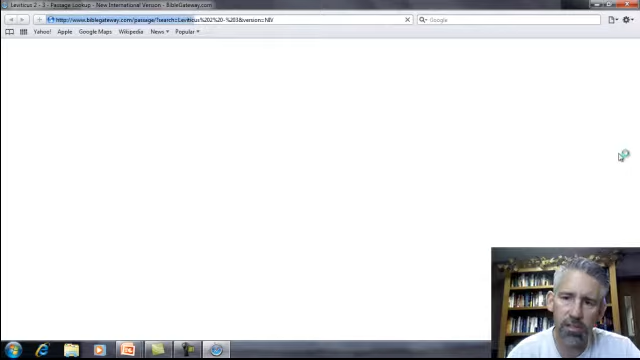 Leviticus 2 - 3 - Passage Lookup - New International Version - BibleGateway.com
http://www.biblegateway.com/passage/?search=Leviticus%202%20-%203&version=NIV
Google
Yahoo! Apple Google Maps Wikipedia News Popular